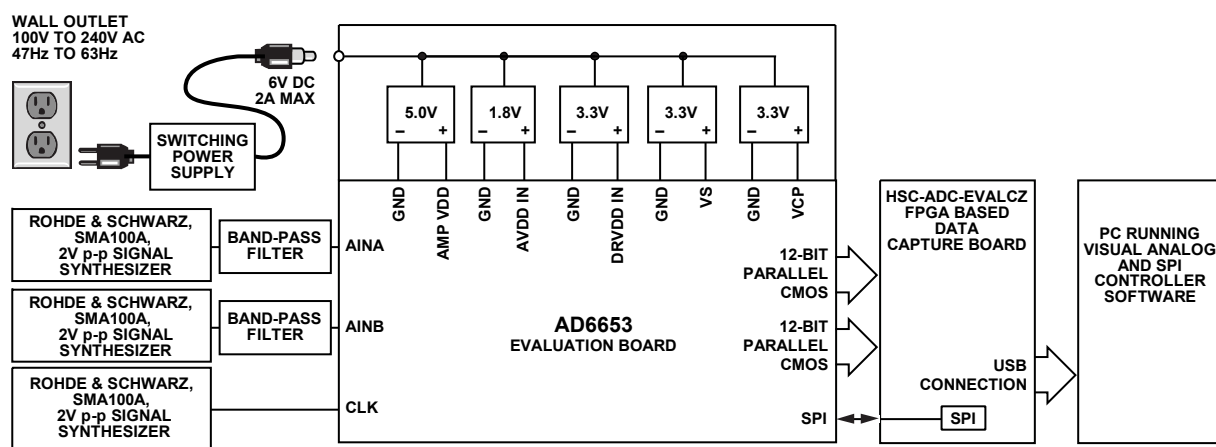 WALL OUTLET
100V TO 240V AC
47Hz TO 63Hz
6V DC
2A MAX
SWITCHING
POWER
SUPPLY
5.0V
– +
1.8V
– +
3.3V
– +
3.3V
– +
3.3V
– +
GND
AMP VDD
GND
AVDD IN
GND
DRVDD IN
GND
VS
GND
VCP
ROHDE & SCHWARZ,
SMA100A,
2V p-p SIGNAL
SYNTHESIZER
BAND-PASS
FILTER
AINA
ROHDE & SCHWARZ,
SMA100A,
2V p-p SIGNAL
SYNTHESIZER
BAND-PASS
FILTER
AINB
ROHDE & SCHWARZ,
SMA100A,
2V p-p SIGNAL
SYNTHESIZER
CLK
AD6653
EVALUATION BOARD
12-BIT
PARALLEL
CMOS
12-BIT
PARALLEL
CMOS
SPI
HSC-ADC-EVALCZ
FPGA BASED
DATA
CAPTURE BOARD
USB
CONNECTION
SPI
PC RUNNING
VISUAL ANALOG
AND SPI
CONTROLLER
SOFTWARE